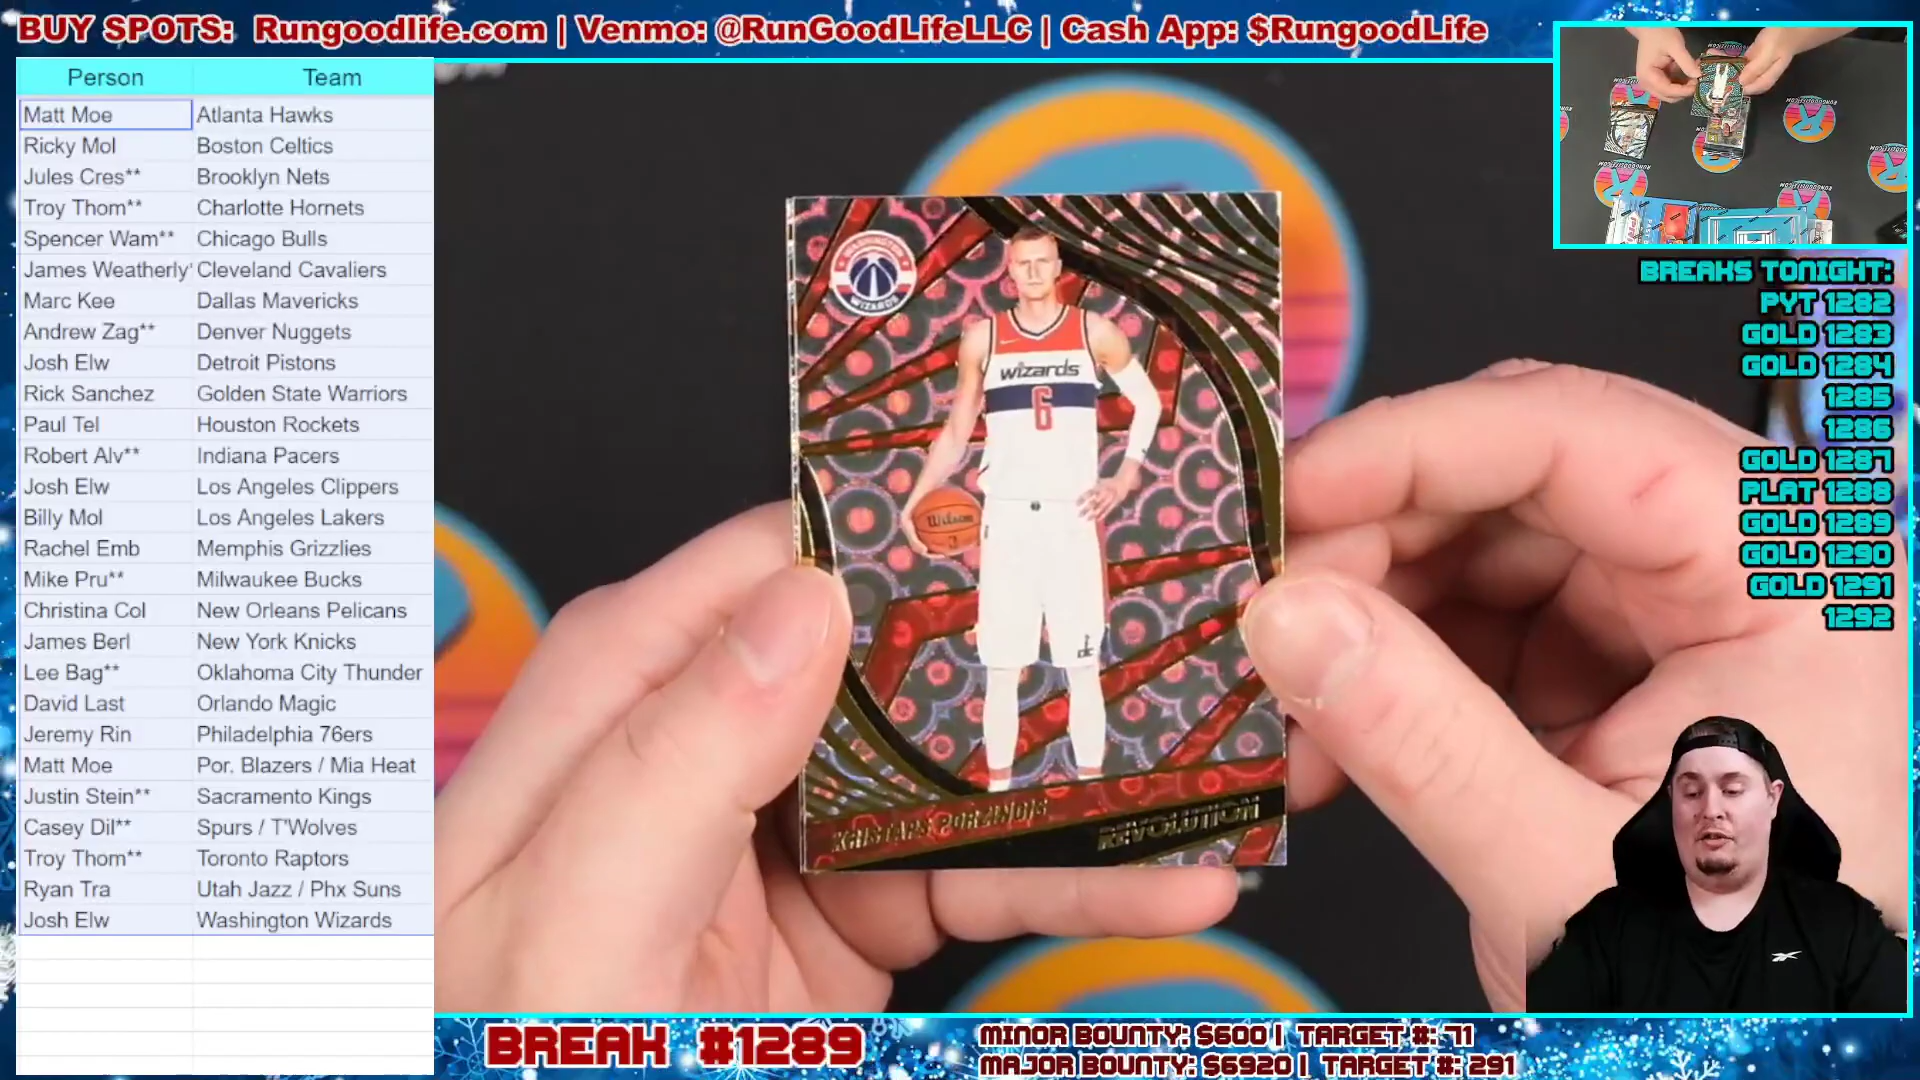 BUY SPOTS: Rungoodlife.com | Venmo: @RunGoodLifeLLC | Cash App: $RungoodLife
Person Team
Matt Moe Atlanta Hawks
Ricky Mol Boston Celtics
Jules Cres** Brooklyn Nets
Troy Thom** Charlotte Hornets
Spencer Wam** Chicago Bulls
James Weatherly* Cleveland Cavaliers
Marc Kee Dallas Mavericks
Andrew Zag** Denver Nuggets
Josh Elw Detroit Pistons
Rick Sanchez Golden State Warriors
Paul Tel Houston Rockets
Robert Alv** Indiana Pacers
Josh Elw Los Angeles Clippers
Billy Mol Los Angeles Lakers
Rachel Emb Memphis Grizzlies
Mike Pru** Milwaukee Bucks
Christina Col New Orleans Pelicans
James Berl New York Knicks
Lee Bag** Oklahoma City Thunder
David Last Orlando Magic
Jeremy Rin Philadelphia 76ers
Matt Moe Por. Blazers / Mia Heat
Justin Stein** Sacramento Kings
Casey Dil** Spurs / T'Wolves
Troy Thom** Toronto Raptors
Ryan Tra Utah Jazz / Phx Suns
Josh Elw Washington Wizards
WASHINGTON
WIZARDS
wizards
6
Wilson
dc
KRISTAPS PORZINGIS
REVOLUTION
BREAKS TONIGHT:
PYT 1282
GOLD 1283
GOLD 1284
1285
1286
GOLD 1287
PLAT 1288
GOLD 1289
GOLD 1290
GOLD 1291
1292
BREAK #1289
MINOR BOUNTY: $600 | TARGET #: 71
MAJOR BOUNTY: $6920 | TARGET #: 291